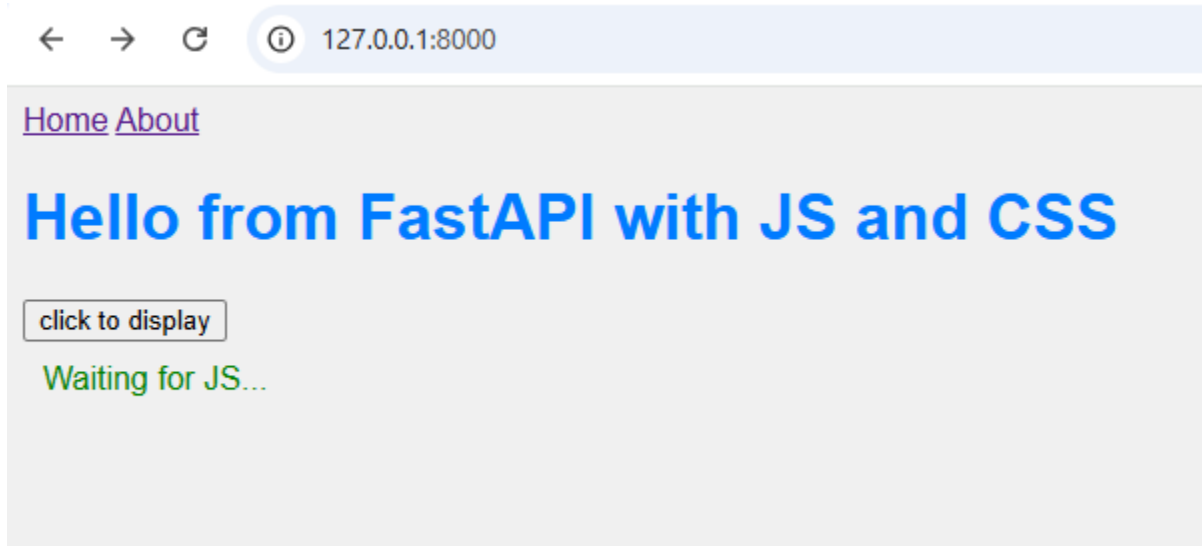 127.0.0.1:8000
Home About
Hello from FastAPI with JS and CSS
click to display
Waiting for JS...